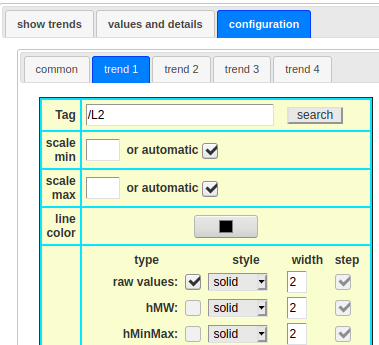 show trends values and details configuration
common trend 1 trend 2 trend 3 trend 4
Tag /L2 search
scale min or automatic
scale max or automatic
line color
type style width step
raw values: solid 2
hMW: solid 2
hMinMax: solid 2